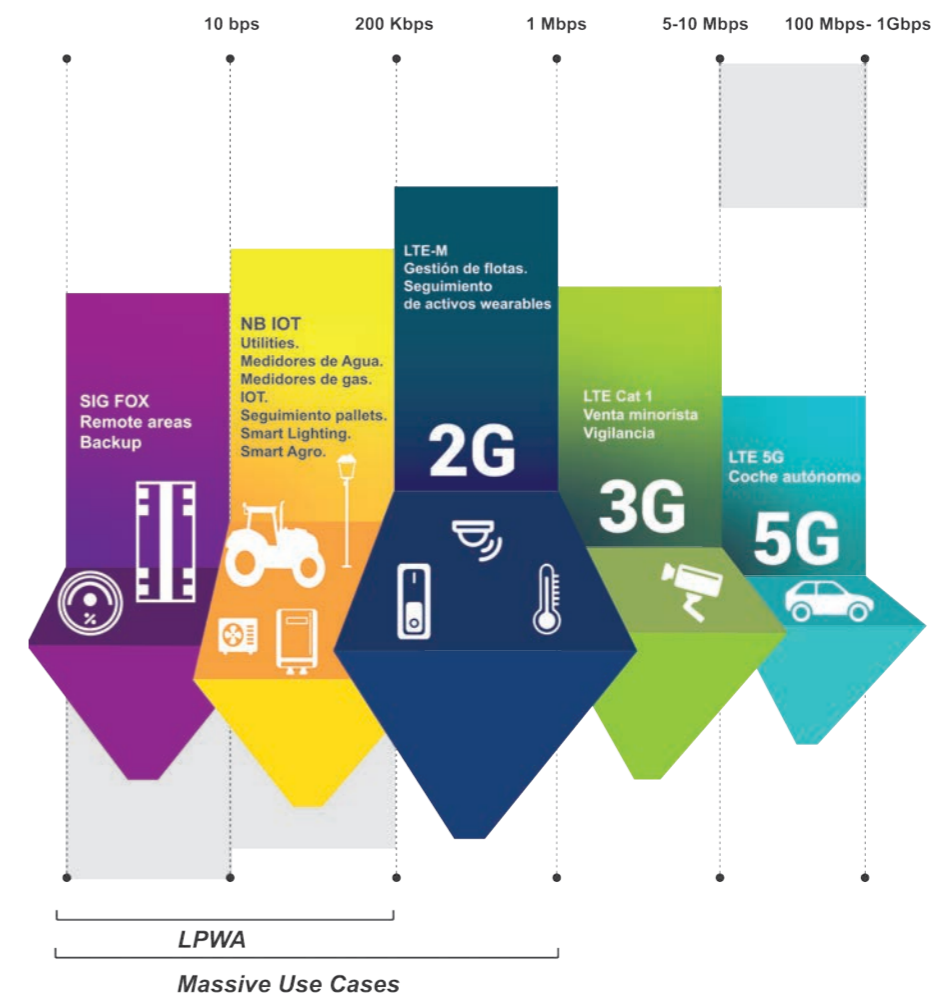 10 bps
200 Kbps
1 Mbps
5-10 Mbps
100 Mbps- 1Gbps
SIG FOX
Remote areas
Backup
%
NB IOT
Utilities.
Medidores de Agua.
Medidores de gas.
IOT.
Seguimiento pallets.
Smart Lighting.
Smart Agro.
LTE-M
Gestión de flotas.
Seguimiento
de activos wearables
2G
LTE Cat 1
Venta minorista
Vigilancia
3G
LTE 5G
Coche autónomo
5G
LPWA
Massive Use Cases